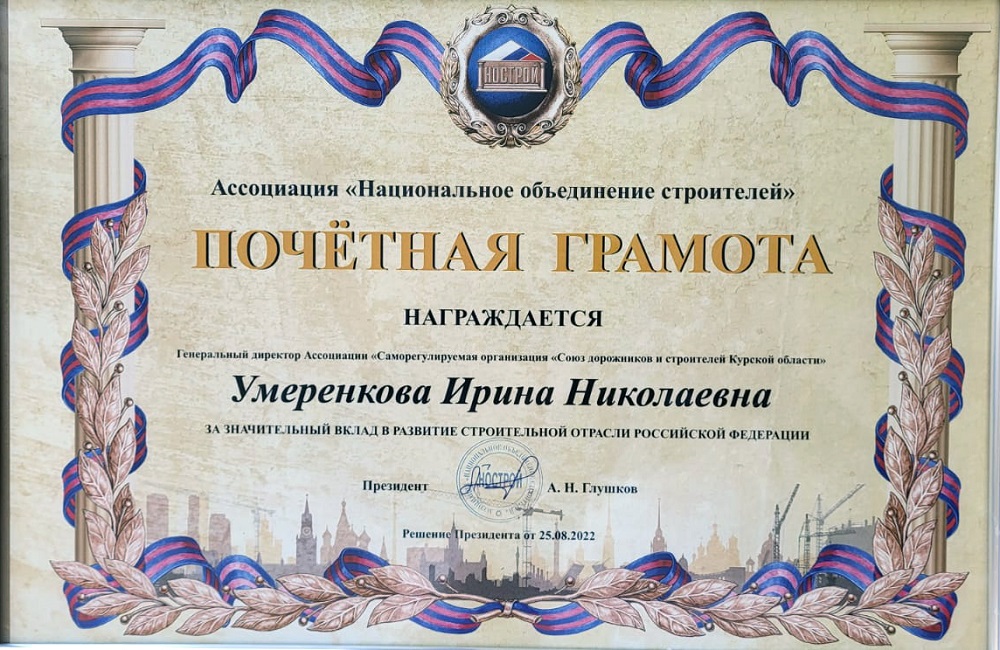 НОСТРОЙ
Ассоциация «Национальное объединение строителей»
ПОЧЁТНАЯ ГРАМОТА
НАГРАЖДАЕТСЯ
Генеральный директор Ассоциации «Саморегулируемая организация «Союз дорожников и строителей Курской области»
Умеренкова Ирина Николаевна
ЗА ЗНАЧИТЕЛЬНЫЙ ВКЛАД В РАЗВИТИЕ СТРОИТЕЛЬНОЙ ОТРАСЛИ РОССИЙСКОЙ ФЕДЕРАЦИИ
Президент НОСТРОЙ А. Н. Глушков
Решение Президента от 25.08.2022